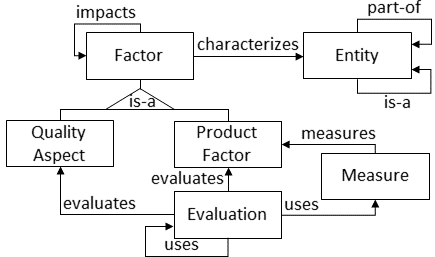 impacts
part-of
Factor
characterizes
Entity
is-a
is-a
Quality
Aspect
Product
Factor
measures
evaluates
Measure
evaluates
Evaluation
uses
uses